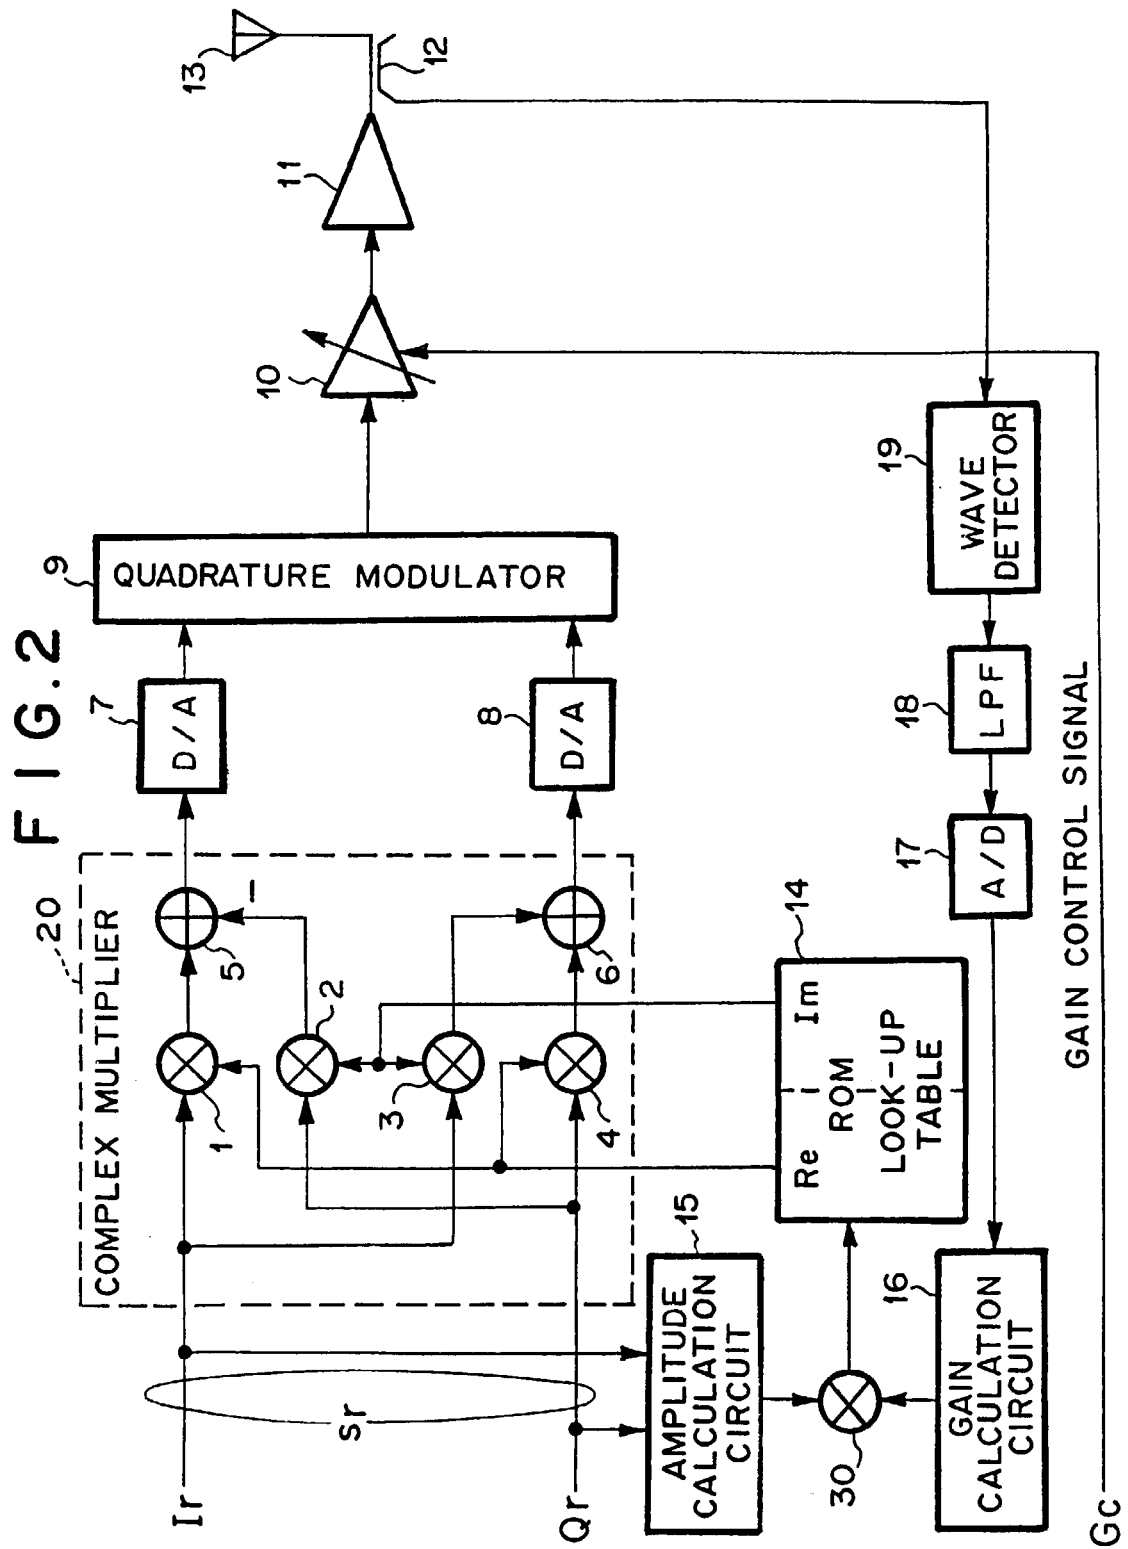 FIG.2
COMPLEX MULTIPLIER
20
Ir
sr
Qr
1
2
3
4
5
6
7
D/A
8
D/A
9
QUADRATURE MODULATOR
10
11
12
13
15
AMPLITUDE
CALCULATION
CIRCUIT
14
Re Im
ROM
LOOK-UP
TABLE
30
16
GAIN
CALCULATION
CIRCUIT
17
A/D
18
LPF
19
WAVE
DETECTOR
Gc
GAIN CONTROL SIGNAL